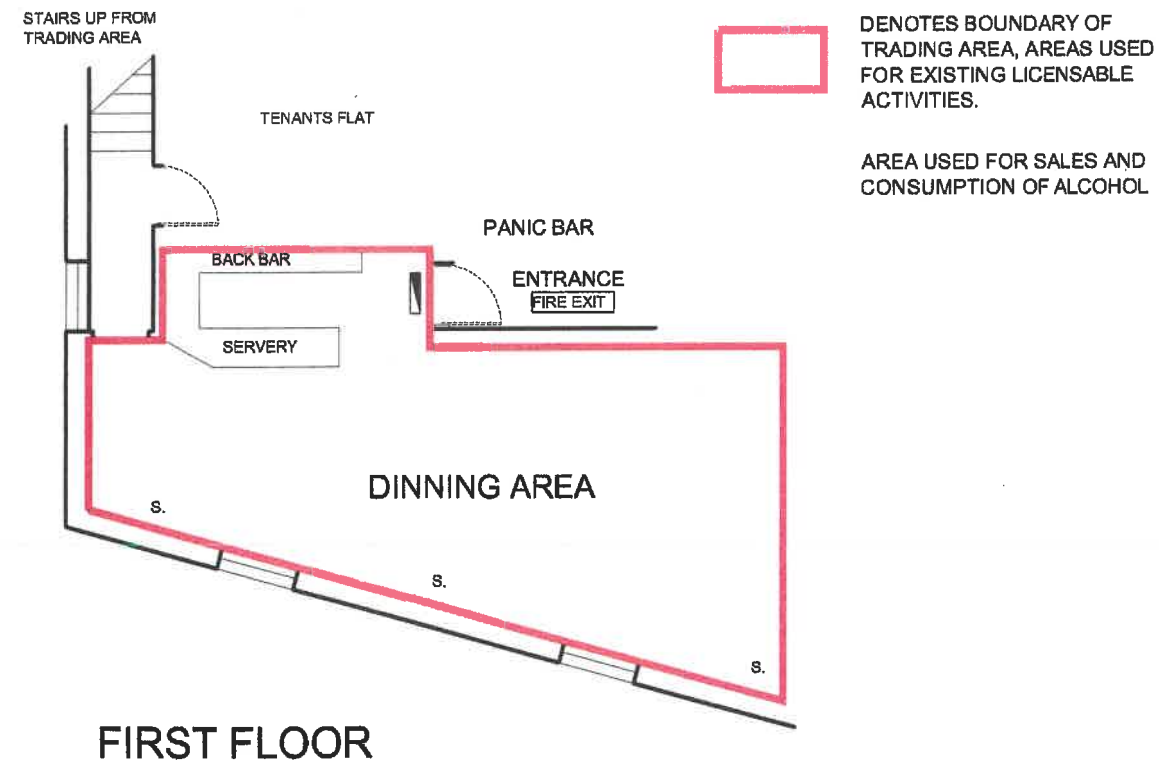 STAIRS UP FROM
TRADING AREA
DENOTES BOUNDARY OF
TRADING AREA, AREAS USED
FOR EXISTING LICENSABLE
ACTIVITIES.
TENANTS FLAT
AREA USED FOR SALES AND
CONSUMPTION OF ALCOHOL
PANIC BAR
BACK BAR
ENTRANCE
FIRE EXIT
SERVERY
DINNING AREA
S.
S.
S.
FIRST FLOOR